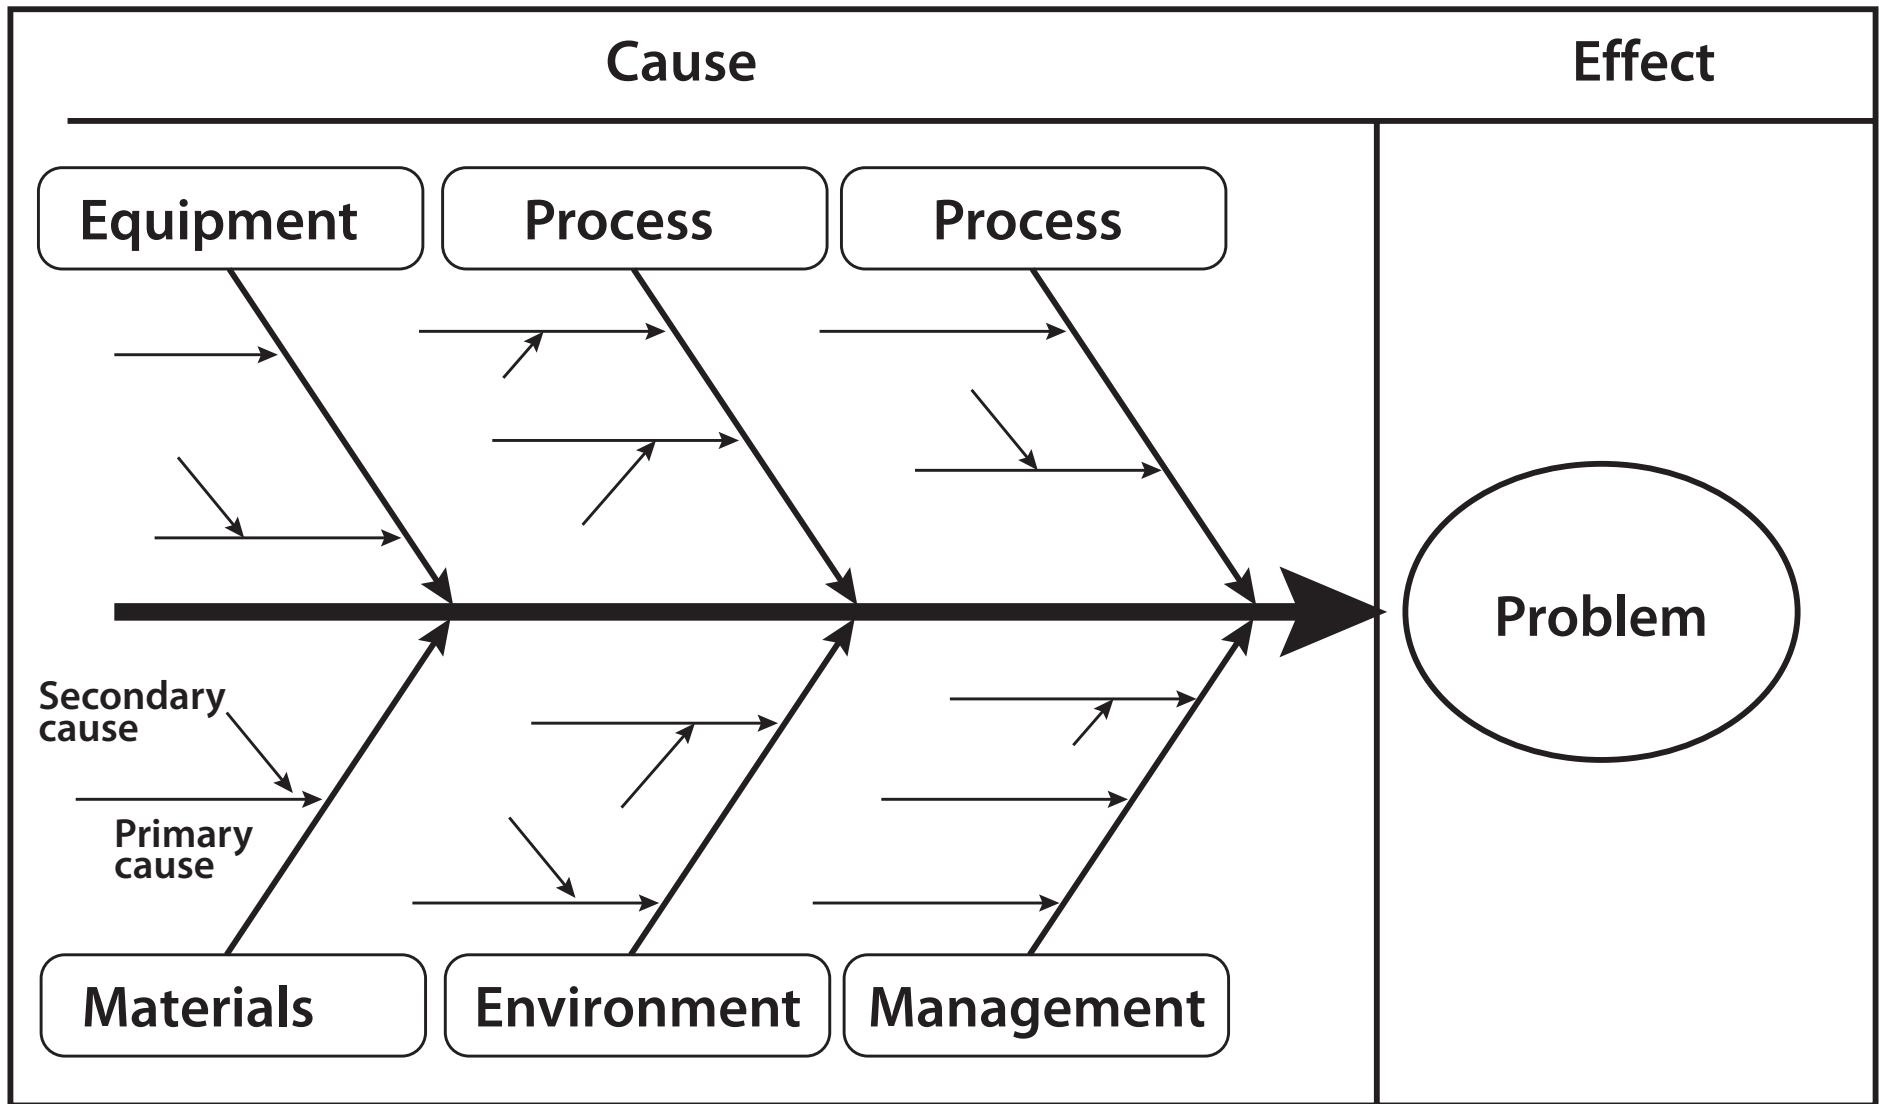 Cause
Effect
Equipment
Process
Process
Problem
Secondary
cause
Primary
cause
Materials
Environment
Management